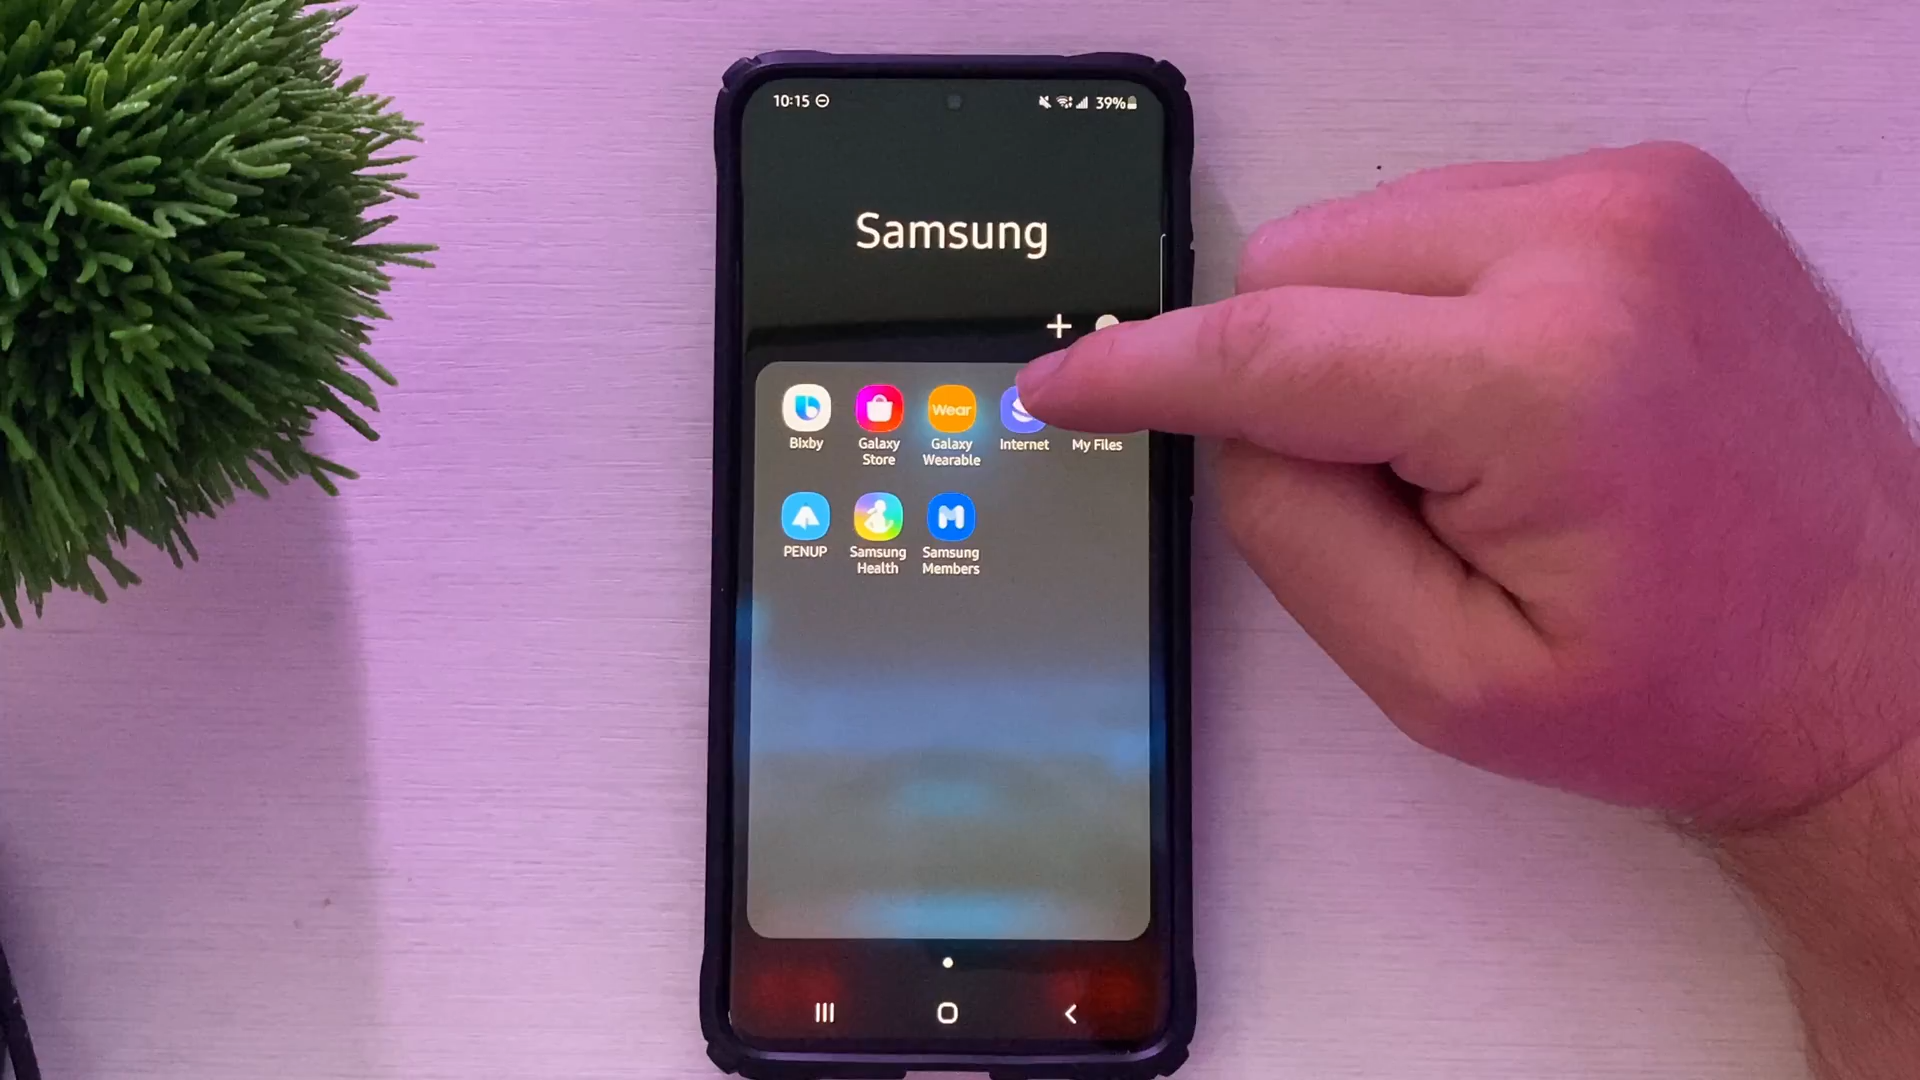 10:15
39%
Samsung
Wear
Bixby
Galaxy
Store
Galaxy
Wearable
Internet
My Files
PENUP
Samsung
Health
Samsung
Members